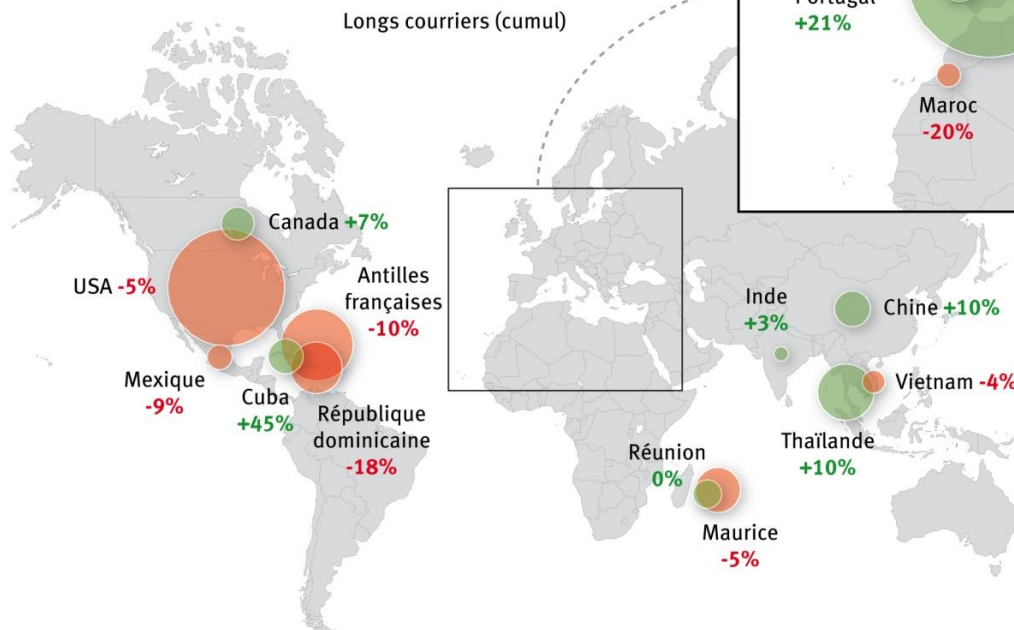 Longs courriers (cumul)
Portugal
+21%
Maroc
-20%
Canada +7%
USA -5%
Antilles
françaises
-10%
Mexique
-9%
Cuba
+45%
République
dominicaine
-18%
Inde
+3%
Chine +10%
Vietnam -4%
Thaïlande
+10%
Réunion
0%
Maurice
-5%